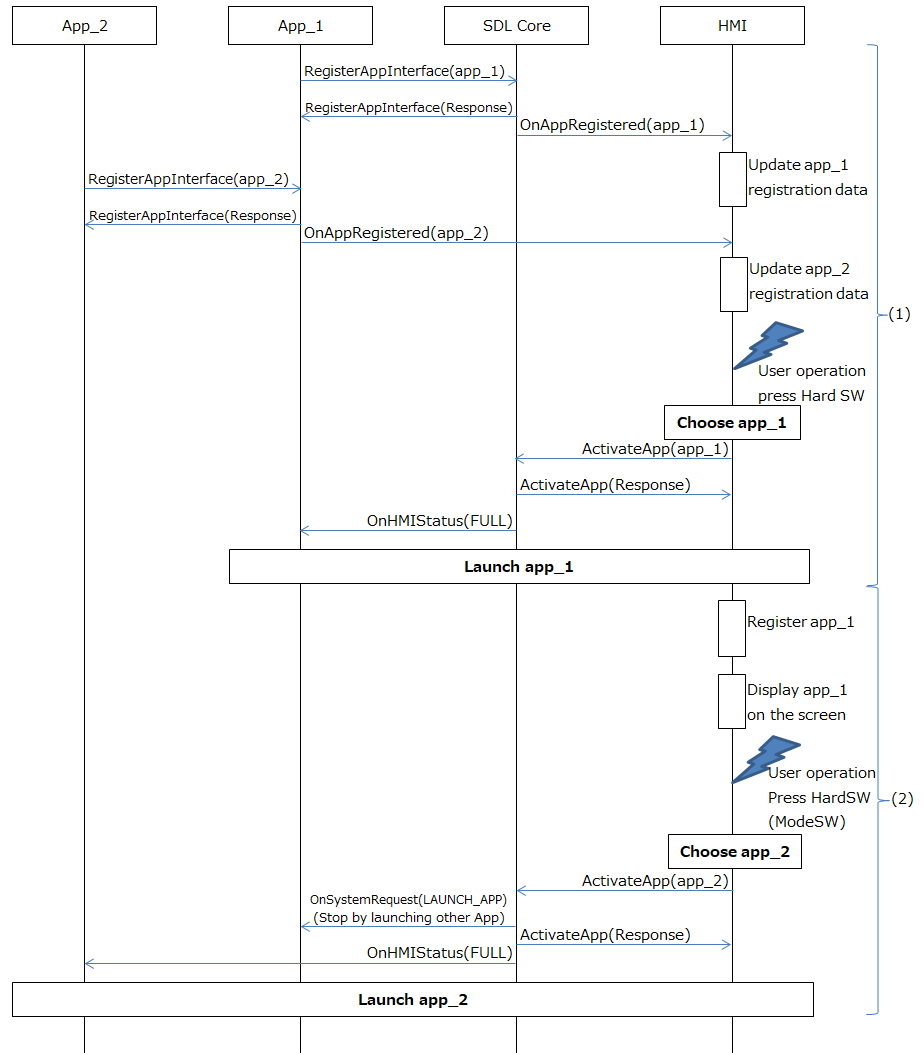 App_2
App_1
SDL Core
HMI
RegisterAppInterface(app_1)
RegisterAppInterface(Response)
OnAppRegistered(app_1)
Update app_1
registration data
RegisterAppInterface(app_2)
RegisterAppInterface(Response)
OnAppRegistered(app_2)
Update app_2
registration data
(1)
User operation
press Hard SW
Choose app_1
ActivateApp(app_1)
ActivateApp(Response)
OnHMIStatus(FULL)
Launch app_1
Register app_1
Display app_1
on the screen
User operation
Press HardSW
(ModeSW)
(2)
Choose app_2
ActivateApp(app_2)
OnSystemRequest(LAUNCH_APP)
(Stop by launching other App)
ActivateApp(Response)
OnHMIStatus(FULL)
Launch app_2